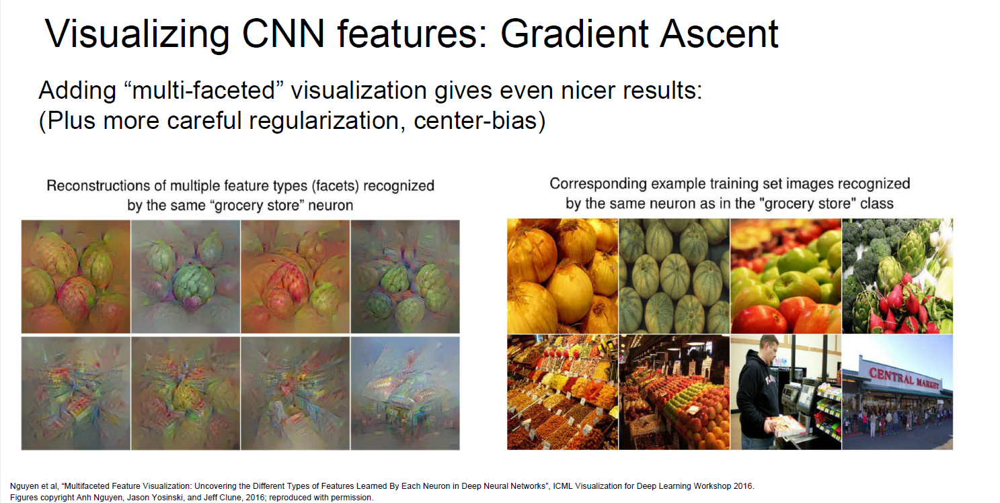 Visualizing CNN features: Gradient Ascent
Adding “multi-faceted” visualization gives even nicer results:
(Plus more careful regularization, center-bias)
Reconstructions of multiple feature types (facets) recognized
by the same “grocery store” neuron
Corresponding example training set images recognized
by the same neuron as in the "grocery store" class
CENTRAL MARKET
Nguyen et al, “Multifaceted Feature Visualization: Uncovering the Different Types of Features Learned By Each Neuron in Deep Neural Networks”, ICML Visualization for Deep Learning Workshop 2016.
Figures copyright Anh Nguyen, Jason Yosinski, and Jeff Clune, 2016; reproduced with permission.